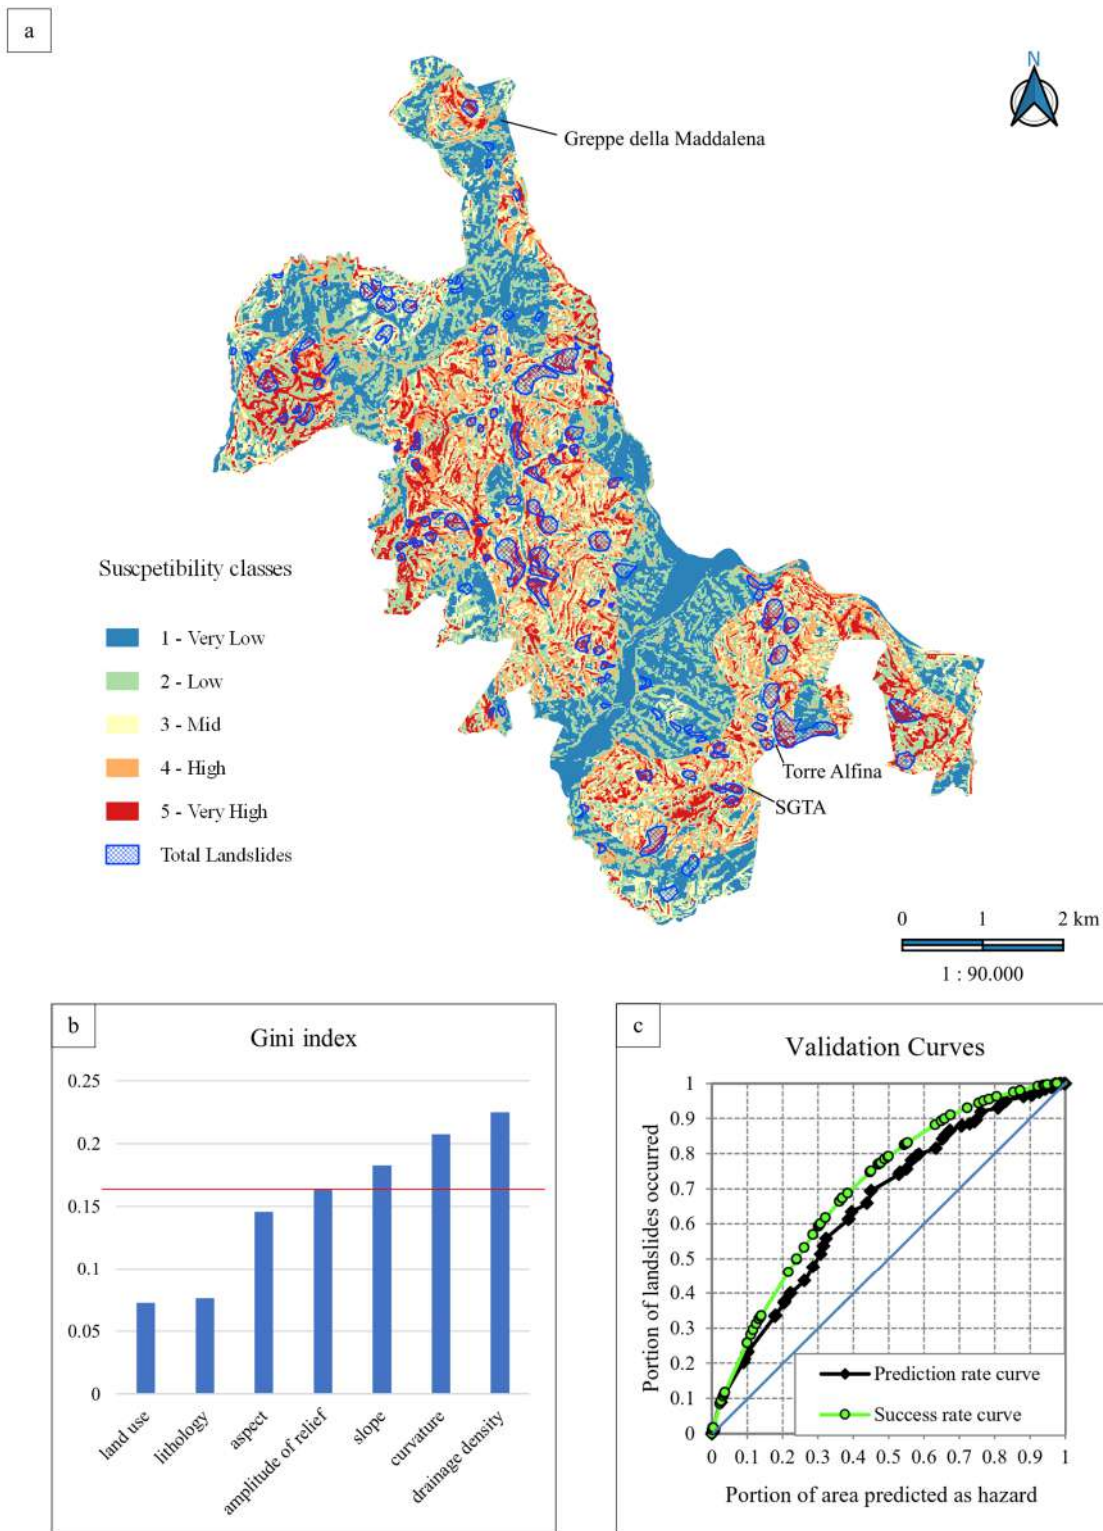 a
N
Greppe della Maddalena
Suscpetibility classes
1 - Very Low
2 - Low
3 - Mid
4 - High
5 - Very High
Total Landslides
Torre Alfina
SGTA
0 1 2 km
1 : 90.000
b
Gini index
0.25
0.2
0.15
0.1
0.05
0
land use
lithology
aspect
amplitude of relief
slope
curvature
drainage density
c
Validation Curves
Portion of landslides occurred
1
0.9
0.8
0.7
0.6
0.5
0.4
0.3
0.2
0.1
0
Prediction rate curve
Success rate curve
0 0.1 0.2 0.3 0.4 0.5 0.6 0.7 0.8 0.9 1
Portion of area predicted as hazard